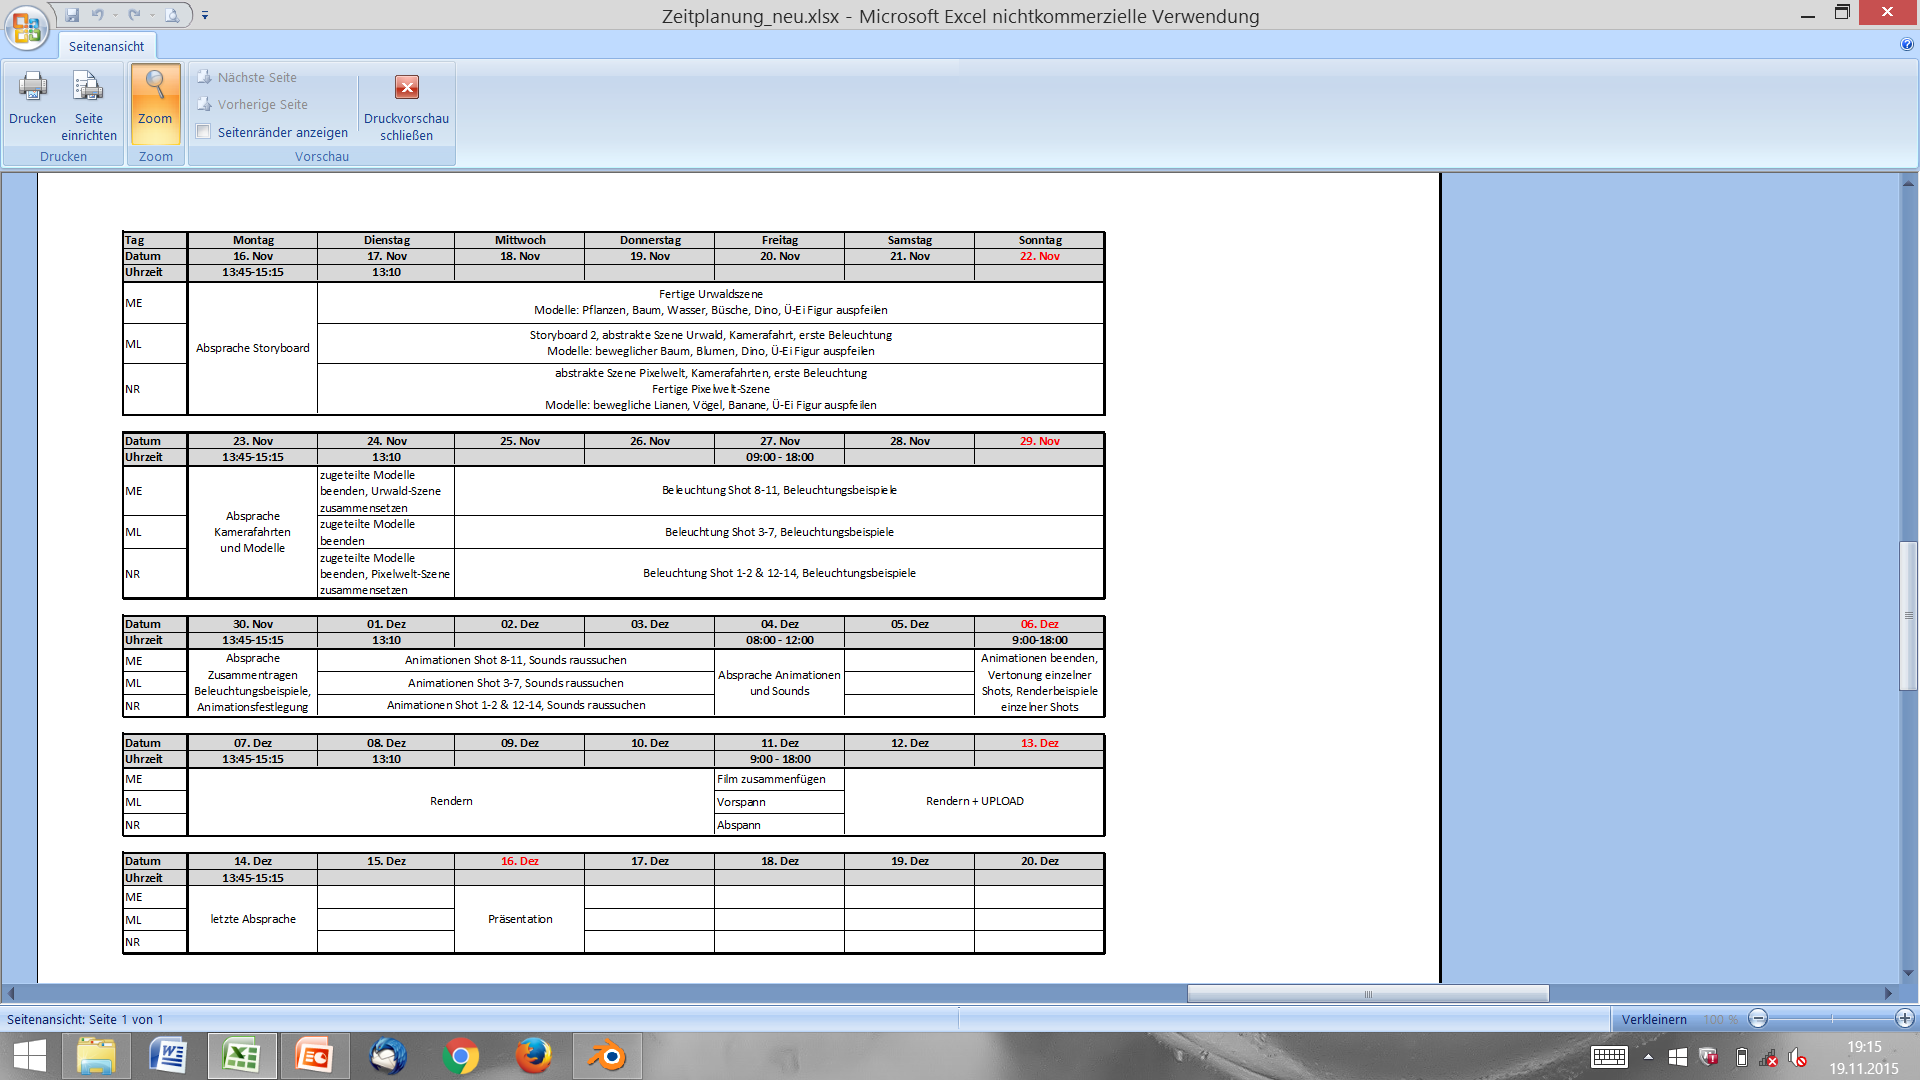 Zeitplanung_neu.xlsx - Microsoft Excel nichtkommerzielle Verwendung
Seitenansicht
Drucken
Seite einrichten
Drucken
Zoom
Zoom
Nächste Seite
Vorherige Seite
Seitenränder anzeigen
Vorschau
Druckvorschau schließen
Tag Montag Dienstag Mittwoch Donnerstag Freitag Samstag Sonntag
Datum 16. Nov 17. Nov 18. Nov 19. Nov 20. Nov 21. Nov 22. Nov
Uhrzeit 13:45-15:15 13:10
Absprache Storyboard
ME Fertige Urwaldszene
Modelle: Pflanzen, Baum, Wasser, Büsche, Dino, Ü-Ei Figur auspfeilen
ML Storyboard 2, abstrakte Szene Urwald, Kamerafahrt, erste Beleuchtung
Modelle: beweglicher Baum, Blumen, Dino, Ü-Ei Figur auspfeilen
NR abstrakte Szene Pixelwelt, Kamerafahrten, erste Beleuchtung
Fertige Pixelwelt-Szene
Modelle: bewegliche Lianen, Vögel, Banane, Ü-Ei Figur auspfeilen
Datum 23. Nov 24. Nov 25. Nov 26. Nov 27. Nov 28. Nov 29. Nov
Uhrzeit 13:45-15:15 13:10 09:00 - 18:00
Absprache
Kamerafahrten
und Modelle
ME zugeteilte Modelle
beenden, Urwald-Szene
zusammensetzen
Beleuchtung Shot 8-11, Beleuchtungsbeispiele
ML zugeteilte Modelle
beenden
Beleuchtung Shot 3-7, Beleuchtungsbeispiele
NR zugeteilte Modelle
beenden, Pixelwelt-Szene
zusammensetzen
Beleuchtung Shot 1-2 & 12-14, Beleuchtungsbeispiele
Datum 30. Nov 01. Dez 02. Dez 03. Dez 04. Dez 05. Dez 06. Dez
Uhrzeit 13:45-15:15 13:10 08:00 - 12:00 9:00-18:00
Absprache
Zusammentragen
Beleuchtungsbeispiele,
Animationsfestlegung
ME Animationen Shot 8-11, Sounds raussuchen
ML Animationen Shot 3-7, Sounds raussuchen
NR Animationen Shot 1-2 & 12-14, Sounds raussuchen
Absprache Animationen
und Sounds
Animationen beenden,
Vertonung einzelner
Shots, Renderbeispiele
einzelner Shots
Datum 07. Dez 08. Dez 09. Dez 10. Dez 11. Dez 12. Dez 13. Dez
Uhrzeit 13:45-15:15 13:10 9:00 - 18:00
ME Film zusammenfügen
ML Rendern Vorspann Rendern + UPLOAD
NR Abspann
Datum 14. Dez 15. Dez 16. Dez 17. Dez 18. Dez 19. Dez 20. Dez
Uhrzeit 13:45-15:15
ME
ML letzte Absprache Präsentation
NR
Seitenansicht: Seite 1 von 1
Verkleinern 100 %
19:15
19.11.2015